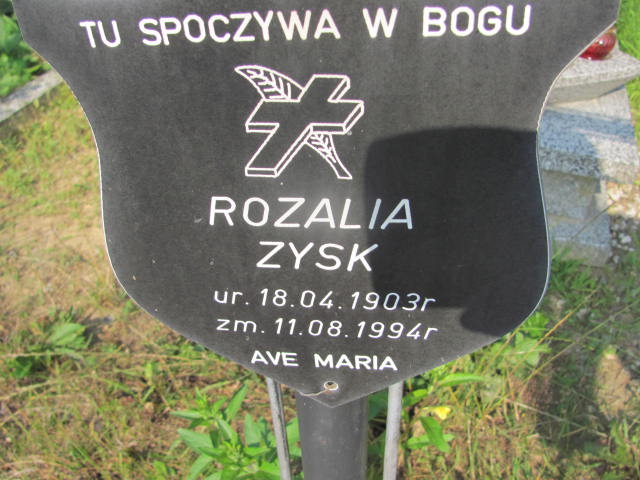 TU SPOCZYWA W BOGU
ROZALIA
ZYSK
ur. 18.04.1903r
zm. 11.08.1994r
AVE MARIA